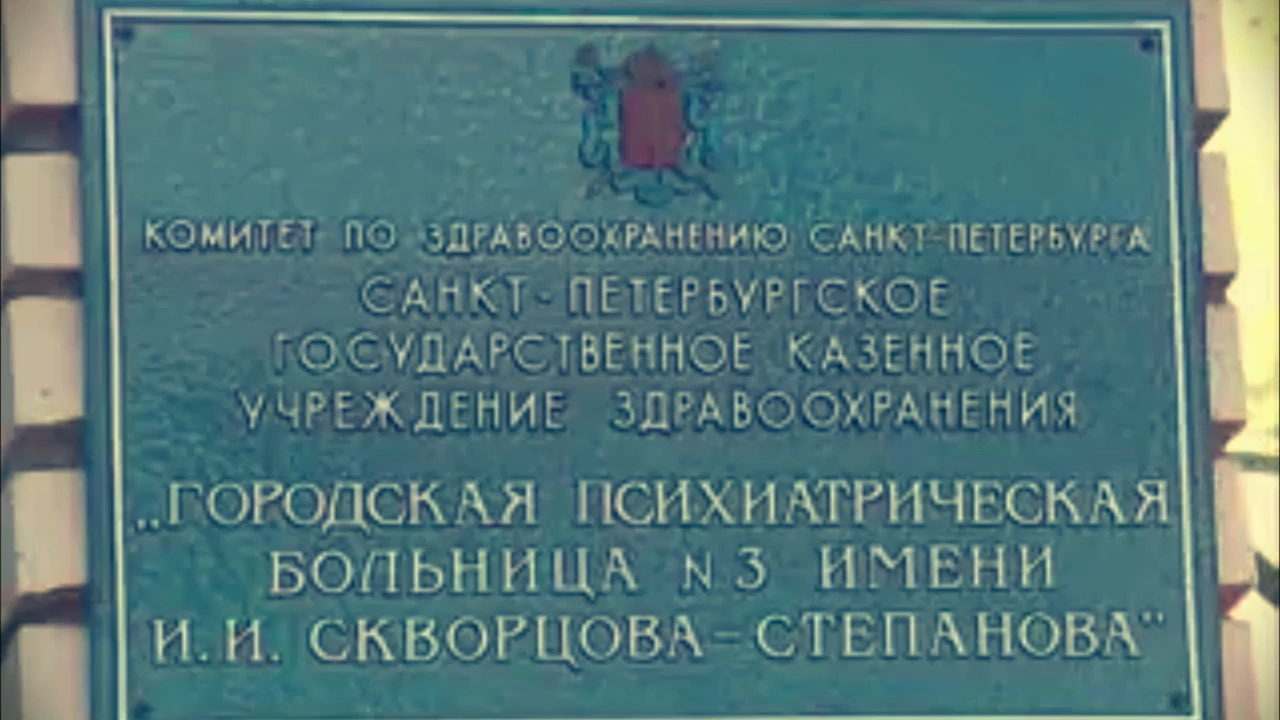 КОМИТЕТ ПО ЗДРАВООХРАНЕНИЮ САНКТ-ПЕТЕРБУРГА
САНКТ-ПЕТЕРБУРГСКОЕ
ГОСУДАРСТВЕННОЕ КАЗЕННОЕ
УЧРЕЖДЕНИЕ ЗДРАВООХРАНЕНИЯ
„ГОРОДСКАЯ ПСИХИАТРИЧЕСКАЯ
БОЛЬНИЦА N 3 ИМЕНИ
И. И. СКВОРЦОВА-СТЕПАНОВА"